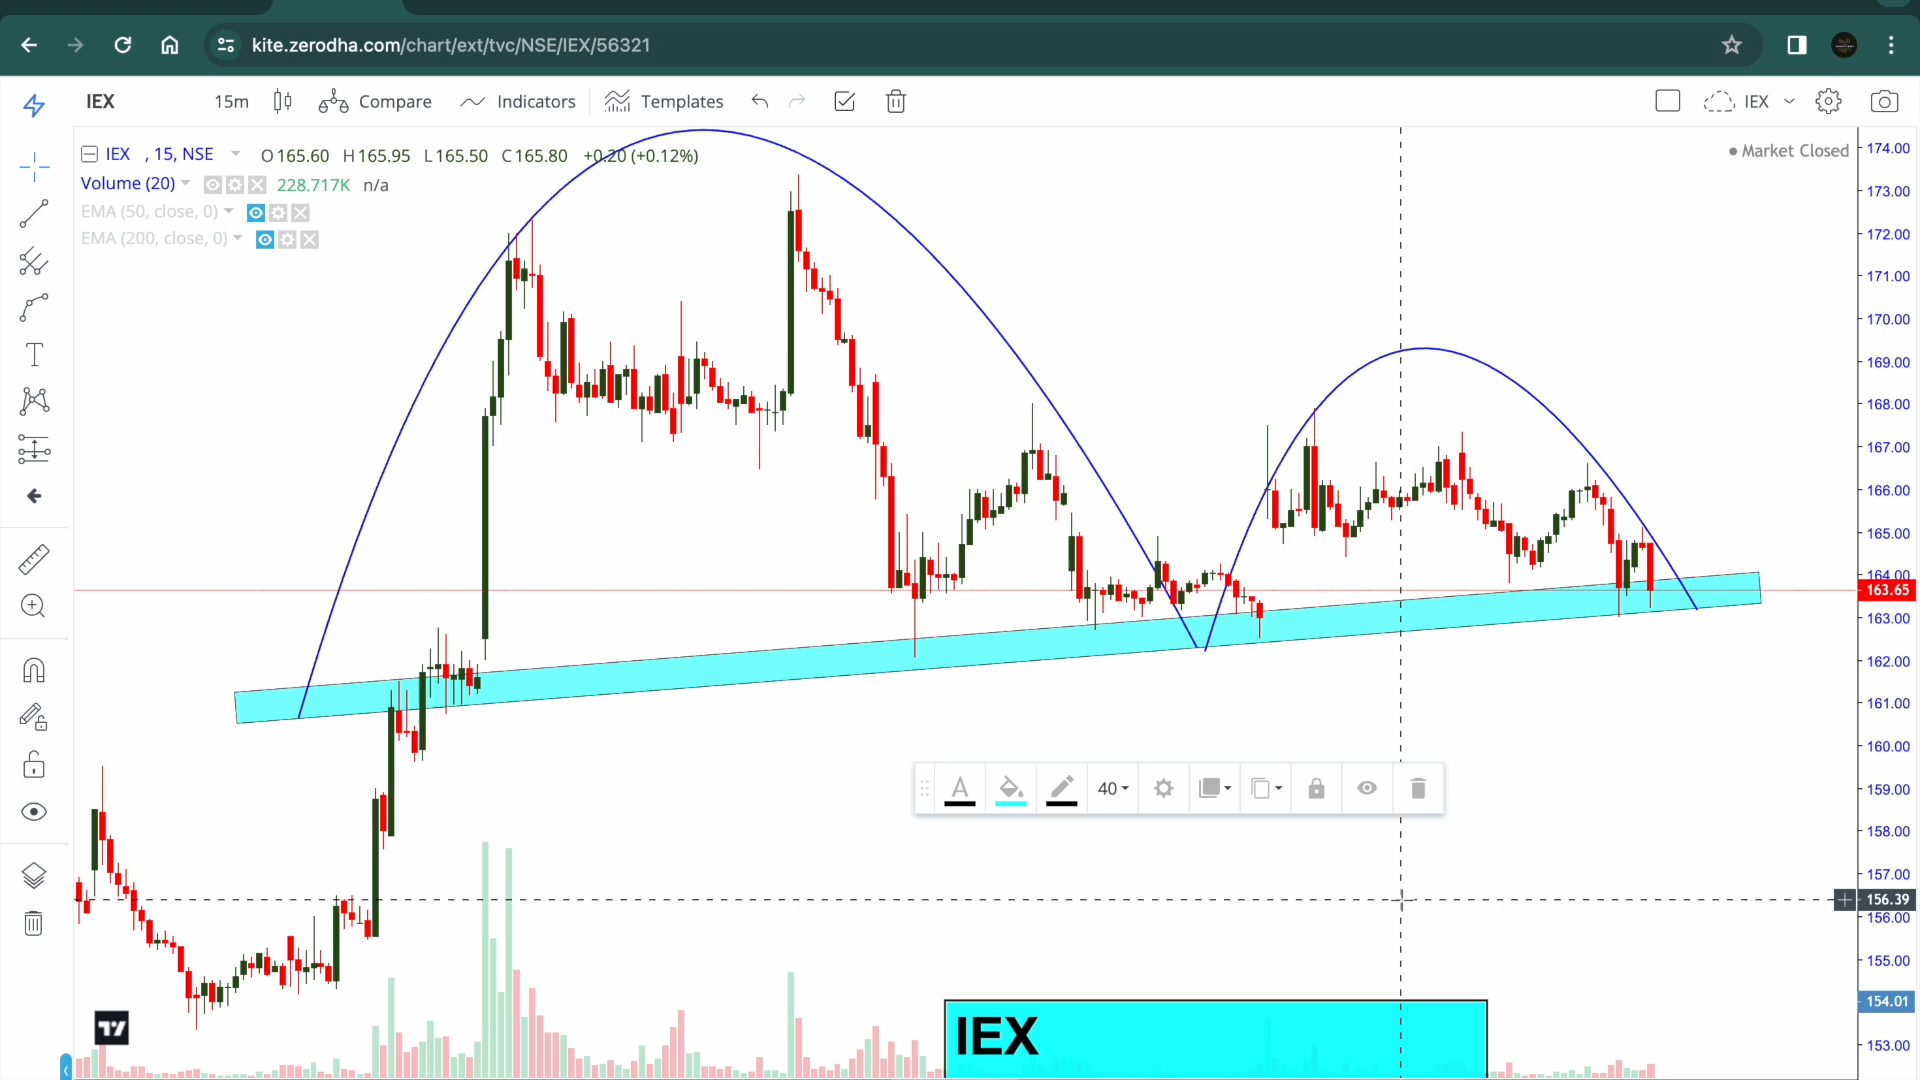 kite.zerodha.com/chart/ext/tvc/NSE/IEX/56321
IEX 15m Compare Indicators Templates IEX
IEX , 15, NSE O165.60 H165.95 L165.50 C165.80 +0.20 (+0.12%)
Market Closed
Volume (20) 228.717K n/a
EMA (50, close, 0)
EMA (200, close, 0)
174.00
173.00
172.00
171.00
170.00
169.00
168.00
167.00
166.00
165.00
164.00
163.65
163.00
162.00
161.00
160.00
159.00
158.00
157.00
156.39
156.00
155.00
154.01
153.00
T
A 40
IEX